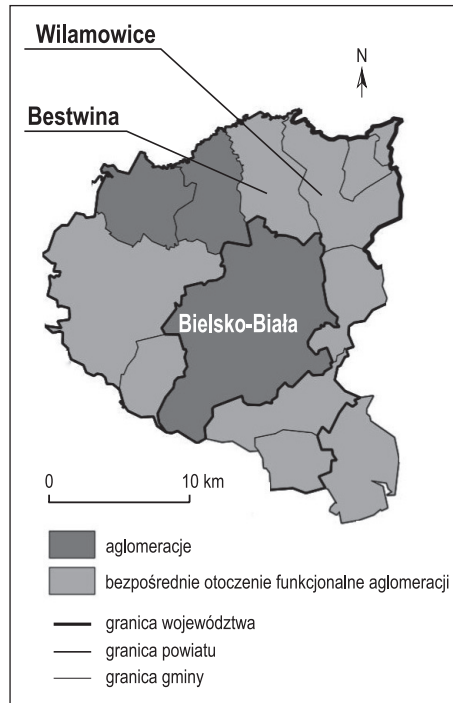 Wilamowice
N
Bestwina
Bielsko-Biała
0 10 km
aglomeracje
bezpośrednie otoczenie funkcjonalne aglomeracji
granica województwa
granica powiatu
granica gminy